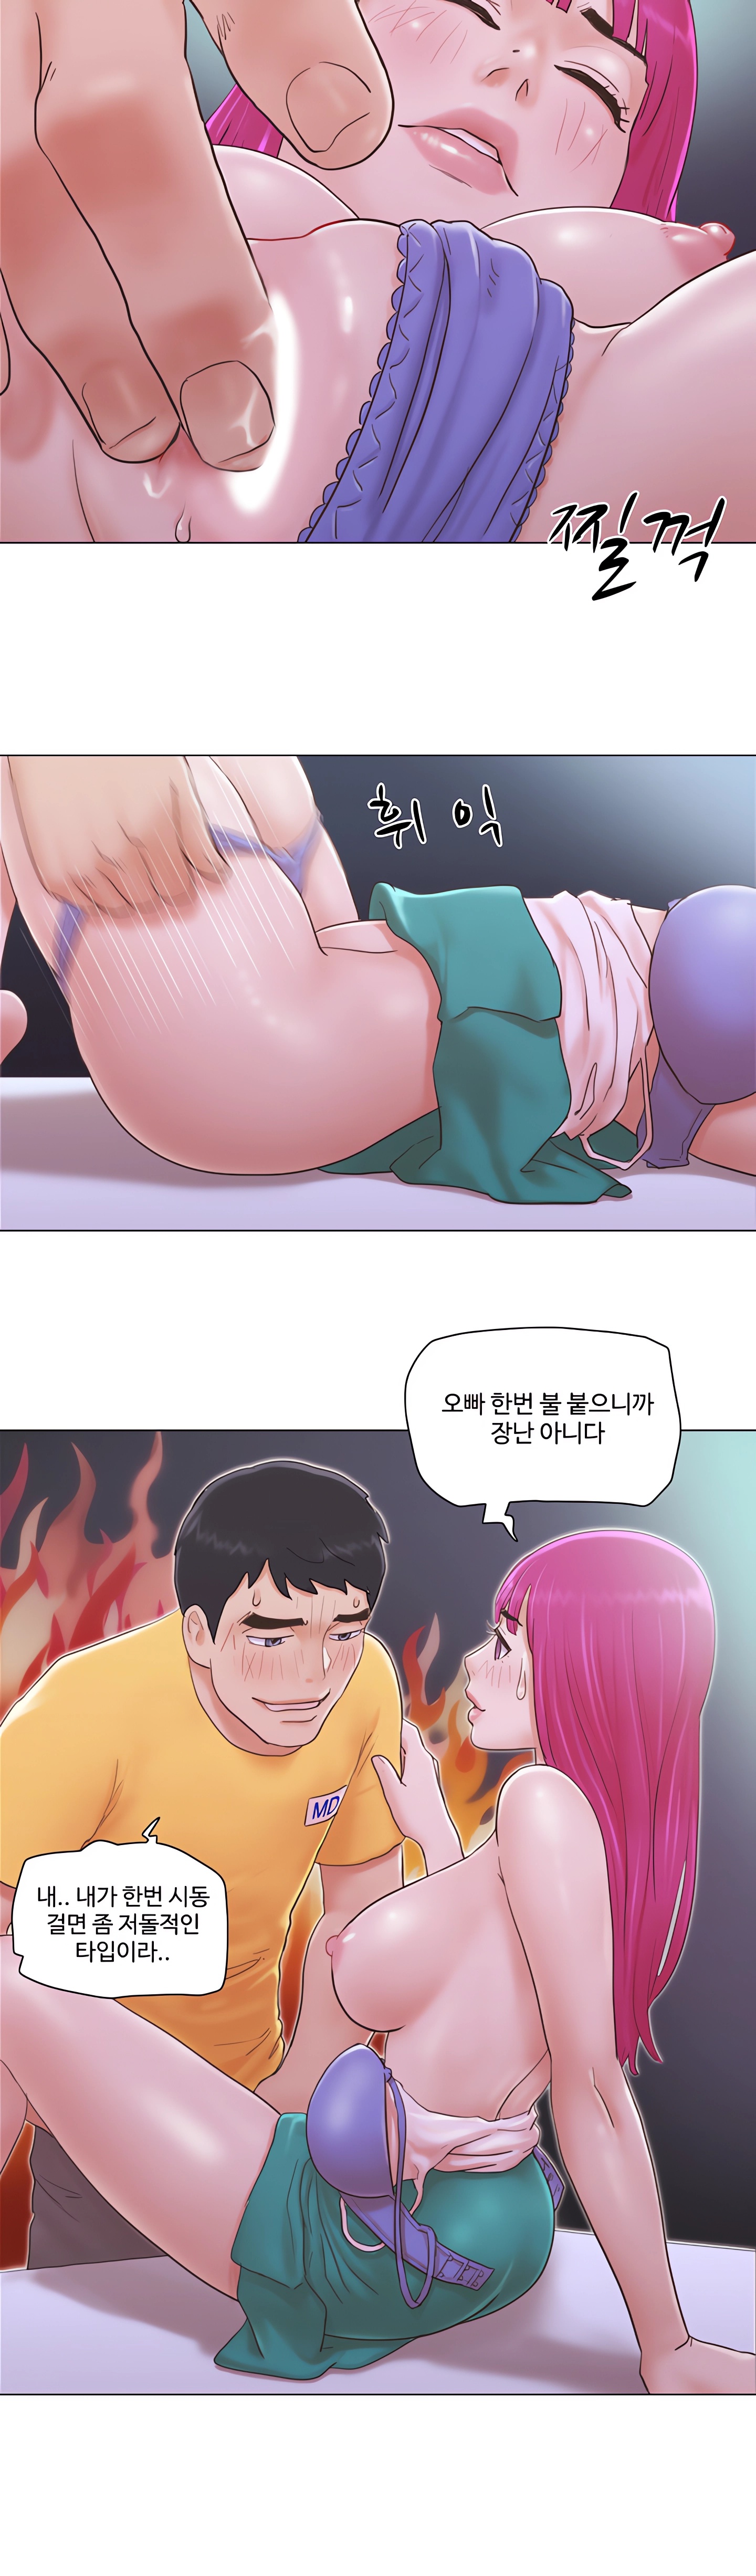 찔꺽
휘익
오빠 한번 불 붙으니까
장난 아니다
MD
내.. 내가 한번 시동
걸면 좀 저돌적인
타입이라..